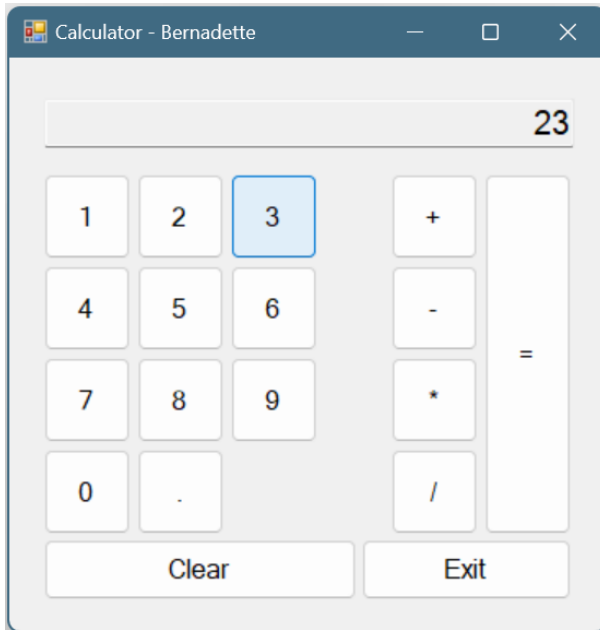 Calculator - Bernadette
23
1 2 3 +
4 5 6 -
=
7 8 9 *
0 . /
Clear Exit